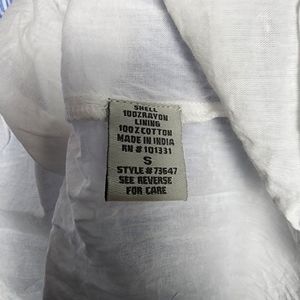 SHELL
100%RAYON
LINING
100%COTTON
MADE IN INDIA
RN # 101331
S
STYLE # 73647
SEE REVERSE
FOR CARE